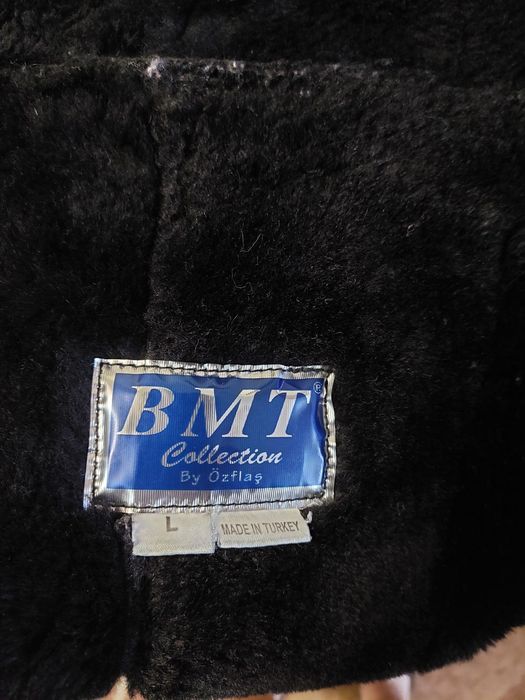 BMT®
Collection
By Özflaş
L
MADE IN TURKEY